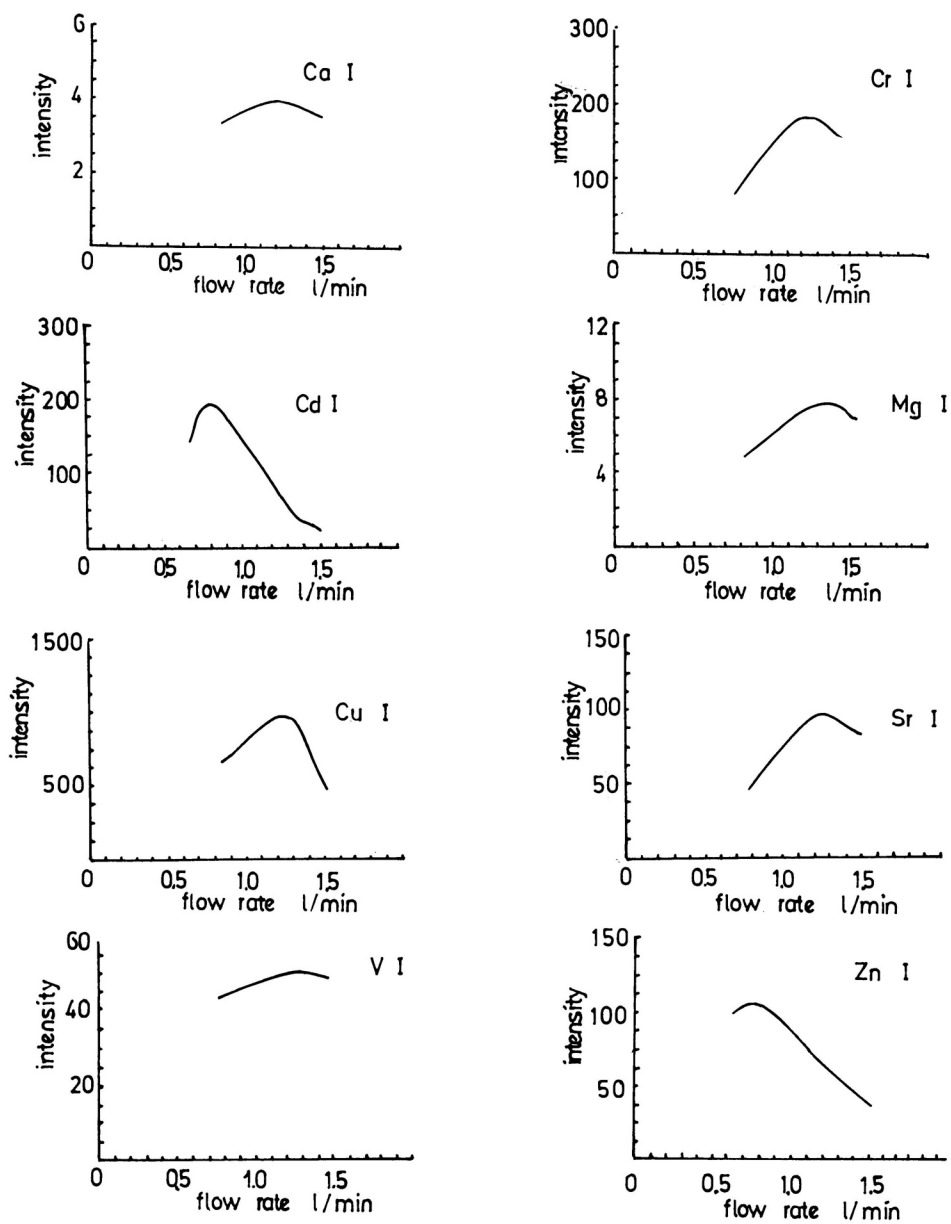 6
4
2
0
intensity
Ca I
0 0.5 1.0 1.5
flow rate l/min
300
200
100
intensity
Cr I
0 0.5 1.0 1.5
flow rate l/min
300
200
100
intensity
Cd I
0 0.5 1.0 1.5
flow rate l/min
12
8
4
0
intensity
Mg I
0 0.5 1.0 1.5
flow rate l/min
1500
1000
500
intensity
Cu I
0 0.5 1.0 1.5
flow rate l/min
150
100
50
intensity
Sr I
0 0.5 1.0 1.5
flow rate l/min
60
40
20
0
intensity
V I
0 0.5 1.0 1.5
flow rate l/min
150
100
50
intensity
Zn I
0 0.5 1.0 1.5
flow rate l/min